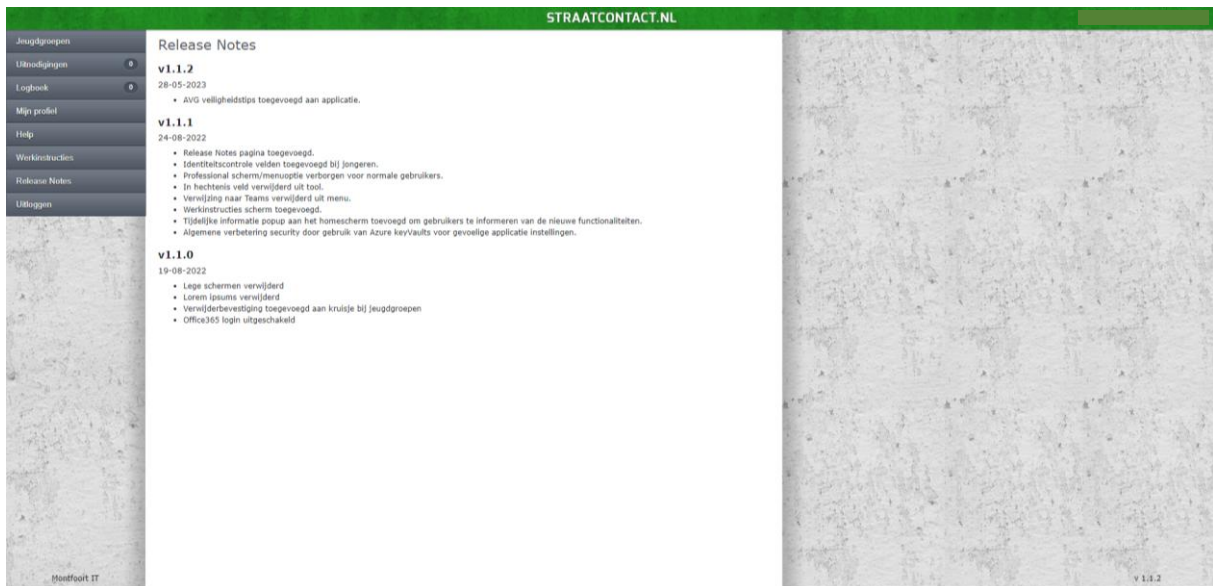 STRAATCONTACT.NL
Jeugdgroepen
Uitnodigingen 0
Logboek 0
Mijn profiel
Help
Werkinstructies
Release Notes
Uitloggen
Release Notes
v1.1.2
28-05-2023
• AVG veiligheidstips toegevoegd aan applicatie.
v1.1.1
24-08-2022
• Release Notes pagina toegevoegd.
• Identiteitscontrole velden toegevoegd bij jongeren.
• Professional scherm/menuoptie verborgen voor normale gebruikers.
• In hechtenis veld verwijderd uit tool.
• Verwijzing naar Teams verwijderd uit menu.
• Werkinstructies scherm toegevoegd.
• Tijdelijke informatie popup aan het homescherm toevoegd om gebruikers te informeren van de nieuwe functionaliteiten.
• Algemene verbetering security door gebruik van Azure keyVaults voor gevoelige applicatie instellingen.
v1.1.0
19-08-2022
• Lege schermen verwijderd
• Lorem ipsums verwijderd
• Verwijderbevestiging toegevoegd aan kruisje bij jeugdgroepen
• Office365 login uitgeschakeld
Montfoort IT
v 1.1.2